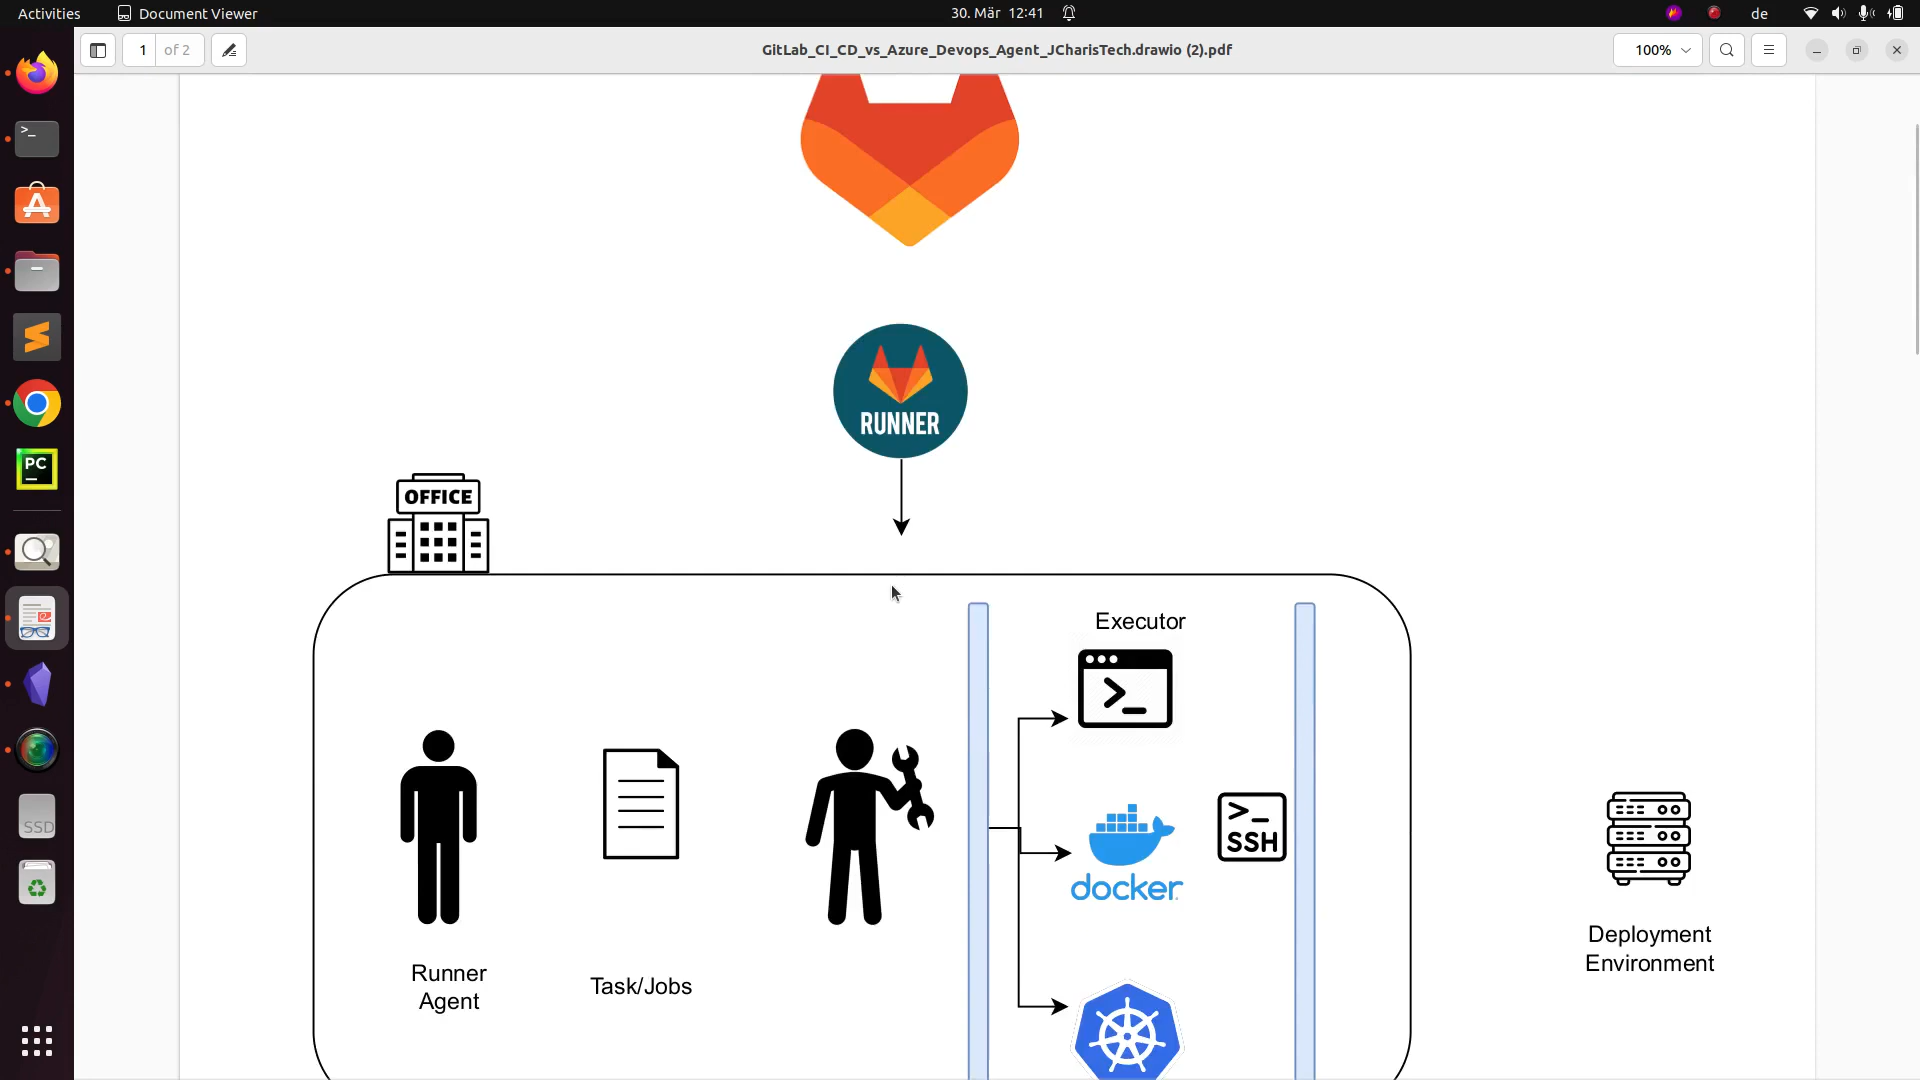 Activities
Document Viewer
30. Mär 12:41
de
1 of 2
GitLab_CI_CD_vs_Azure_Devops_Agent_JCharisTech.drawio (2).pdf
100%
RUNNER
OFFICE
Executor
>_
>_
SSH
docker
Runner
Agent
Task/Jobs
Deployment
Environment
>_
PC
SSD